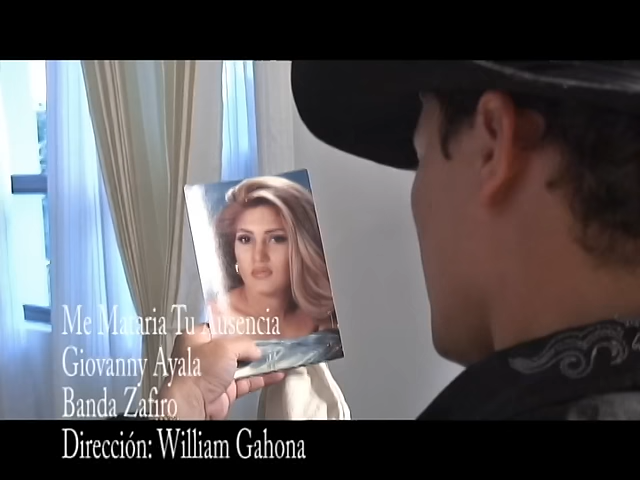 Me Mataria Tu Ausencia
Giovanny Ayala
Banda Zafiro
Dirección: William Gahona